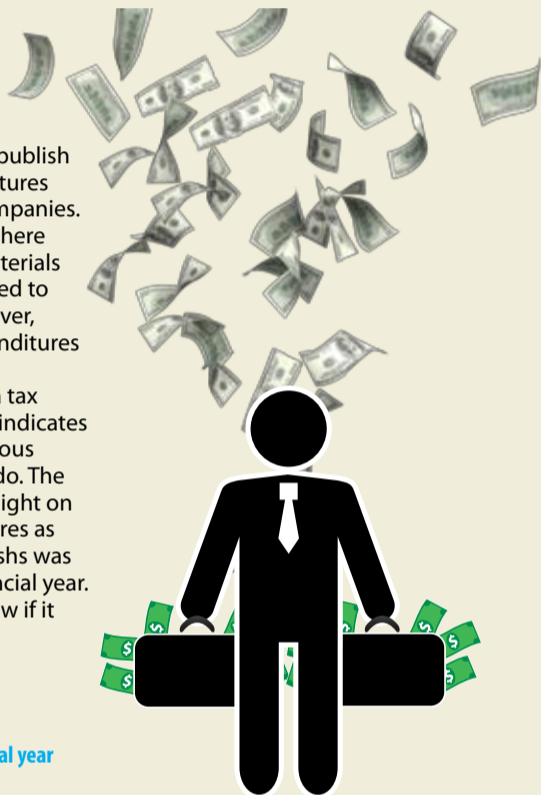 publish
tures
mpanies.
here
terials
ed to
ver,
nditures
tax
indicates
ous
do. The
ight on
res as
shs was
ncial year.
w if it
al year